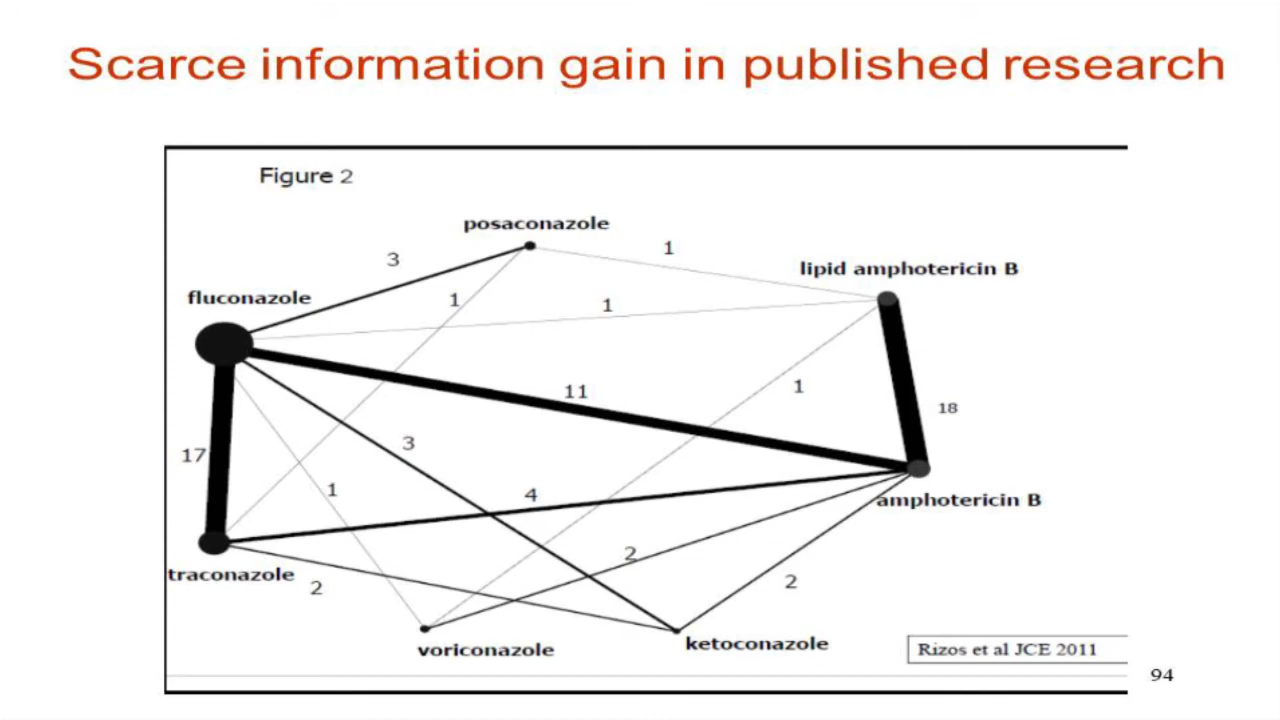 Scarce information gain in published research
Figure 2
posaconazole
3
1
lipid amphotericin B
fluconazole
1
1
11
1
18
3
17
1
4
amphotericin B
2
traconazole
2
2
voriconazole
ketoconazole
Rizos et al JCE 2011
94